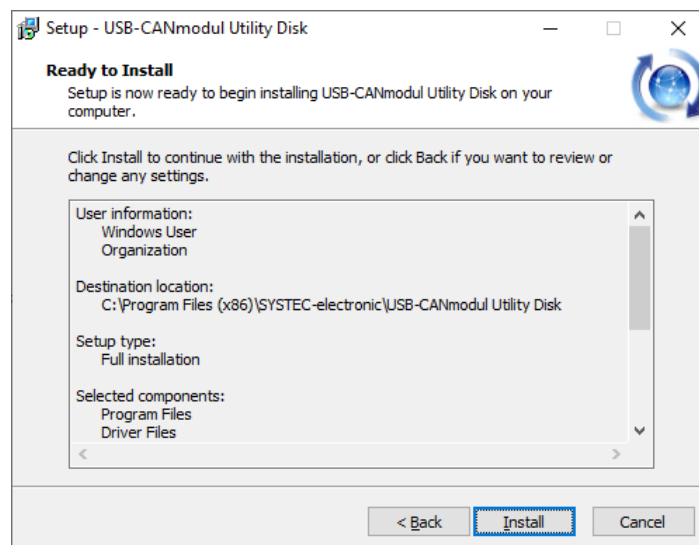 Setup - USB-CANmodul Utility Disk
Ready to Install
Setup is now ready to begin installing USB-CANmodul Utility Disk on your
computer.
Click Install to continue with the installation, or click Back if you want to review or
change any settings.
User information:
Windows User
Organization
Destination location:
C:\Program Files (x86)\SYSTEC-electronic\USB-CANmodul Utility Disk
Setup type:
Full installation
Selected components:
Program Files
Driver Files
< Back
Install
Cancel